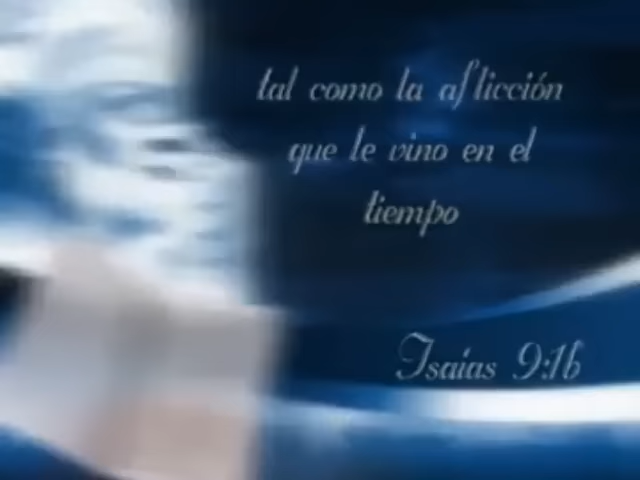 tal como la aflicción
que le vino en el
tiempo
Isaías 9:1b